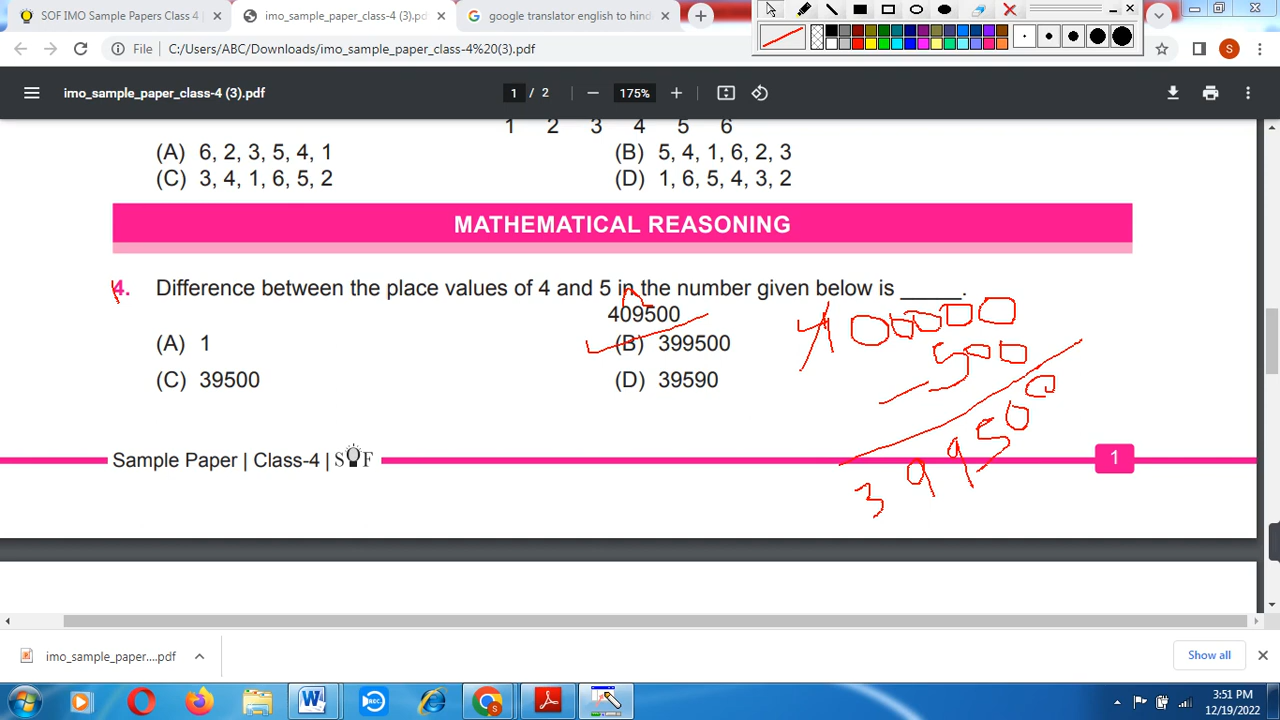 SOF IMO Sample Paper Class 4
imo_sample_paper_class-4 (3).pdf
google translate english to hind
File C:/Users/ABC/Downloads/imo_sample_paper_class-4%20(3).pdf
S
imo_sample_paper_class-4 (3).pdf
1 / 2
175%
1 2 3 4 5 6
(A) 6, 2, 3, 5, 4, 1 (B) 5, 4, 1, 6, 2, 3
(C) 3, 4, 1, 6, 5, 2 (D) 1, 6, 5, 4, 3, 2
MATHEMATICAL REASONING
4. Difference between the place values of 4 and 5 in the number given below is _____.
409500
(A) 1 (B) 399500
(C) 39500 (D) 39590
400000
- 500
399500
Sample Paper | Class-4 | SOF
1
imo_sample_paper....pdf
Show all
REC
3:51 PM
12/19/2022